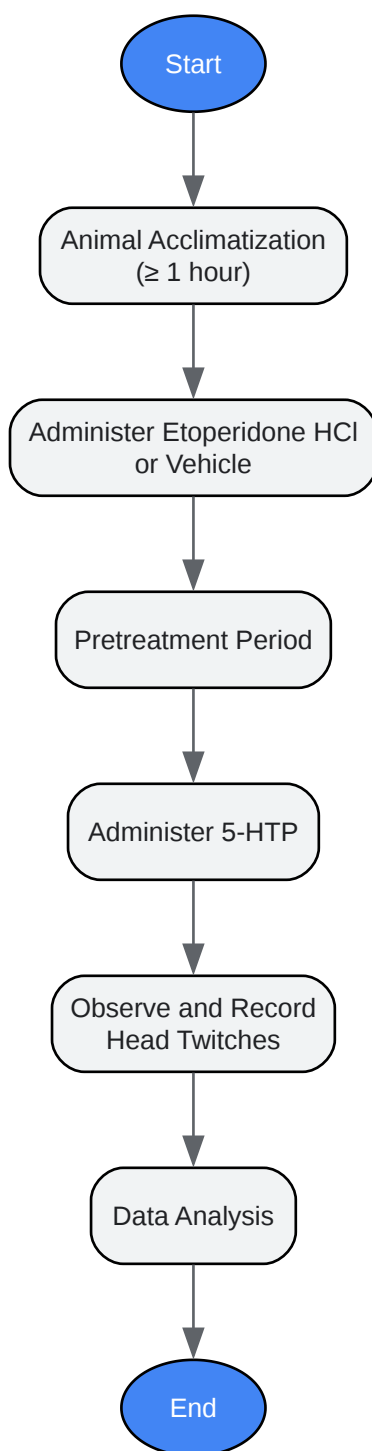 Start
Animal Acclimatization
(≥ 1 hour)
Administer Etoperidone HCl
or Vehicle
Pretreatment Period
Administer 5-HTP
Observe and Record
Head Twitches
Data Analysis
End